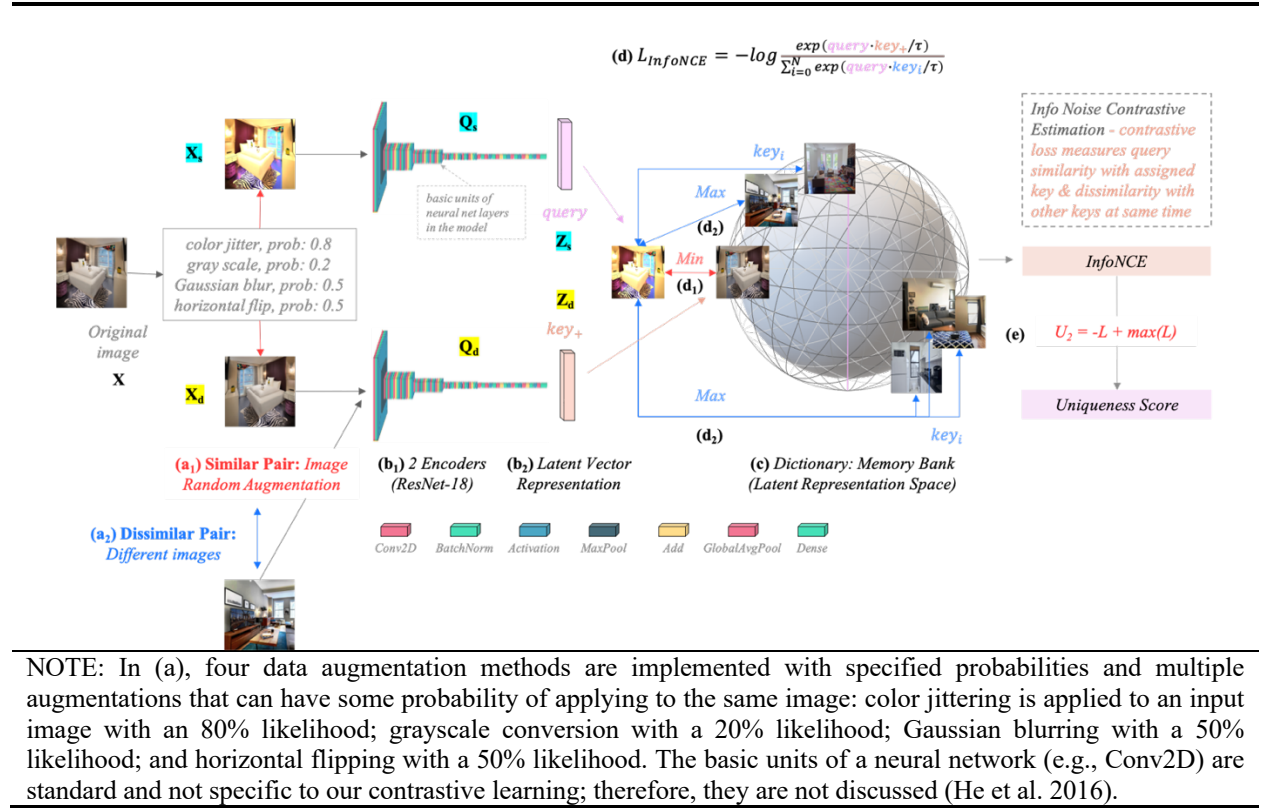 (d) L_InfoNCE = −log exp(query·key₊/τ) / Σ_{i=0}^{N} exp(query·key_i/τ)
X_s
Q_s
key_i
Info Noise Contrastive
Estimation - contrastive
loss measures query
similarity with assigned
key & dissimilarity with
other keys at same time
basic units of
neural net layers
in the model
query
Max
(d₂)
color jitter, prob: 0.8
gray scale, prob: 0.2
Gaussian blur, prob: 0.5
horizontal flip, prob: 0.5
Z_s
Min
(d₁)
InfoNCE
Original
image
X
Z_d
key₊
(e)
U₂ = -L + max(L)
X_d
Q_d
Max
(d₂)
key_i
Uniqueness Score
(a₁) Similar Pair: Image
Random Augmentation
(b₁) 2 Encoders
(ResNet-18)
(b₂) Latent Vector
Representation
(c) Dictionary: Memory Bank
(Latent Representation Space)
(a₂) Dissimilar Pair:
Different images
Conv2D BatchNorm Activation MaxPool Add GlobalAvgPool Dense
NOTE: In (a), four data augmentation methods are implemented with specified probabilities and multiple
augmentations that can have some probability of applying to the same image: color jittering is applied to an input
image with an 80% likelihood; grayscale conversion with a 20% likelihood; Gaussian blurring with a 50%
likelihood; and horizontal flipping with a 50% likelihood. The basic units of a neural network (e.g., Conv2D) are
standard and not specific to our contrastive learning; therefore, they are not discussed (He et al. 2016).